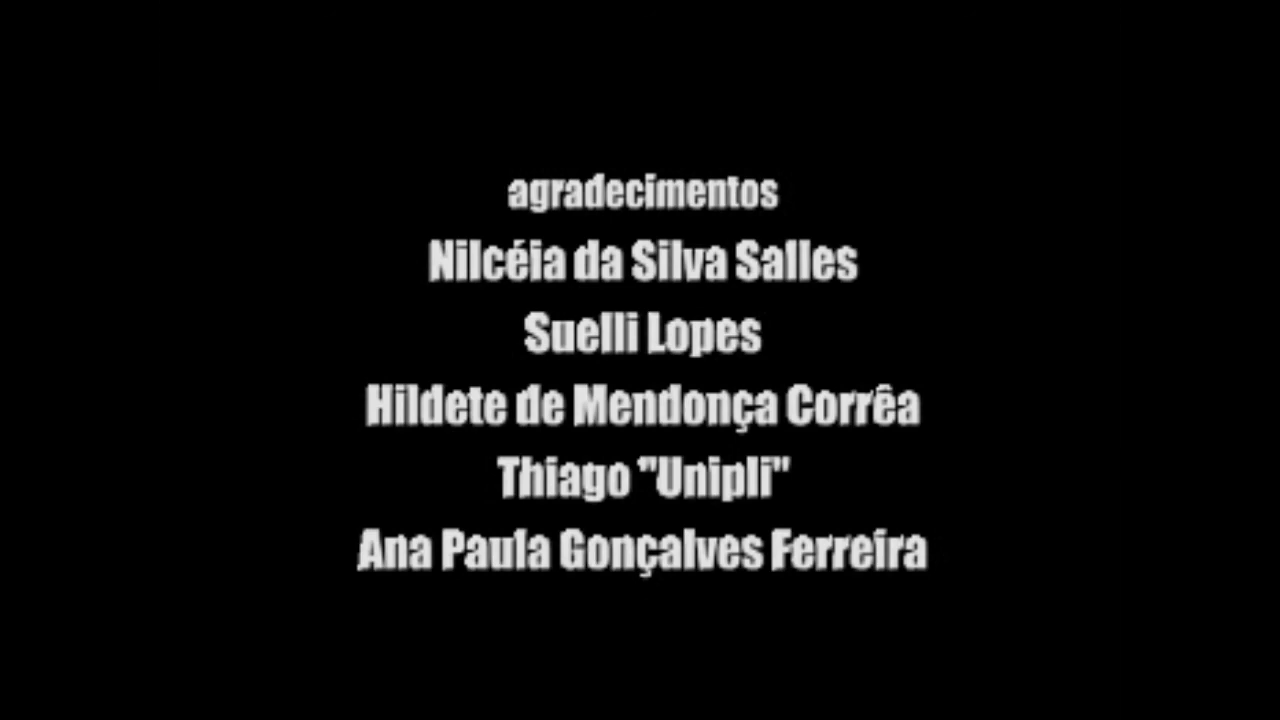 agradecimentos
Nilcéia da Silva Salles
Suelli Lopes
Hildete de Mendonça Corrêa
Thiago "Unipli"
Ana Paula Gonçalves Ferreira